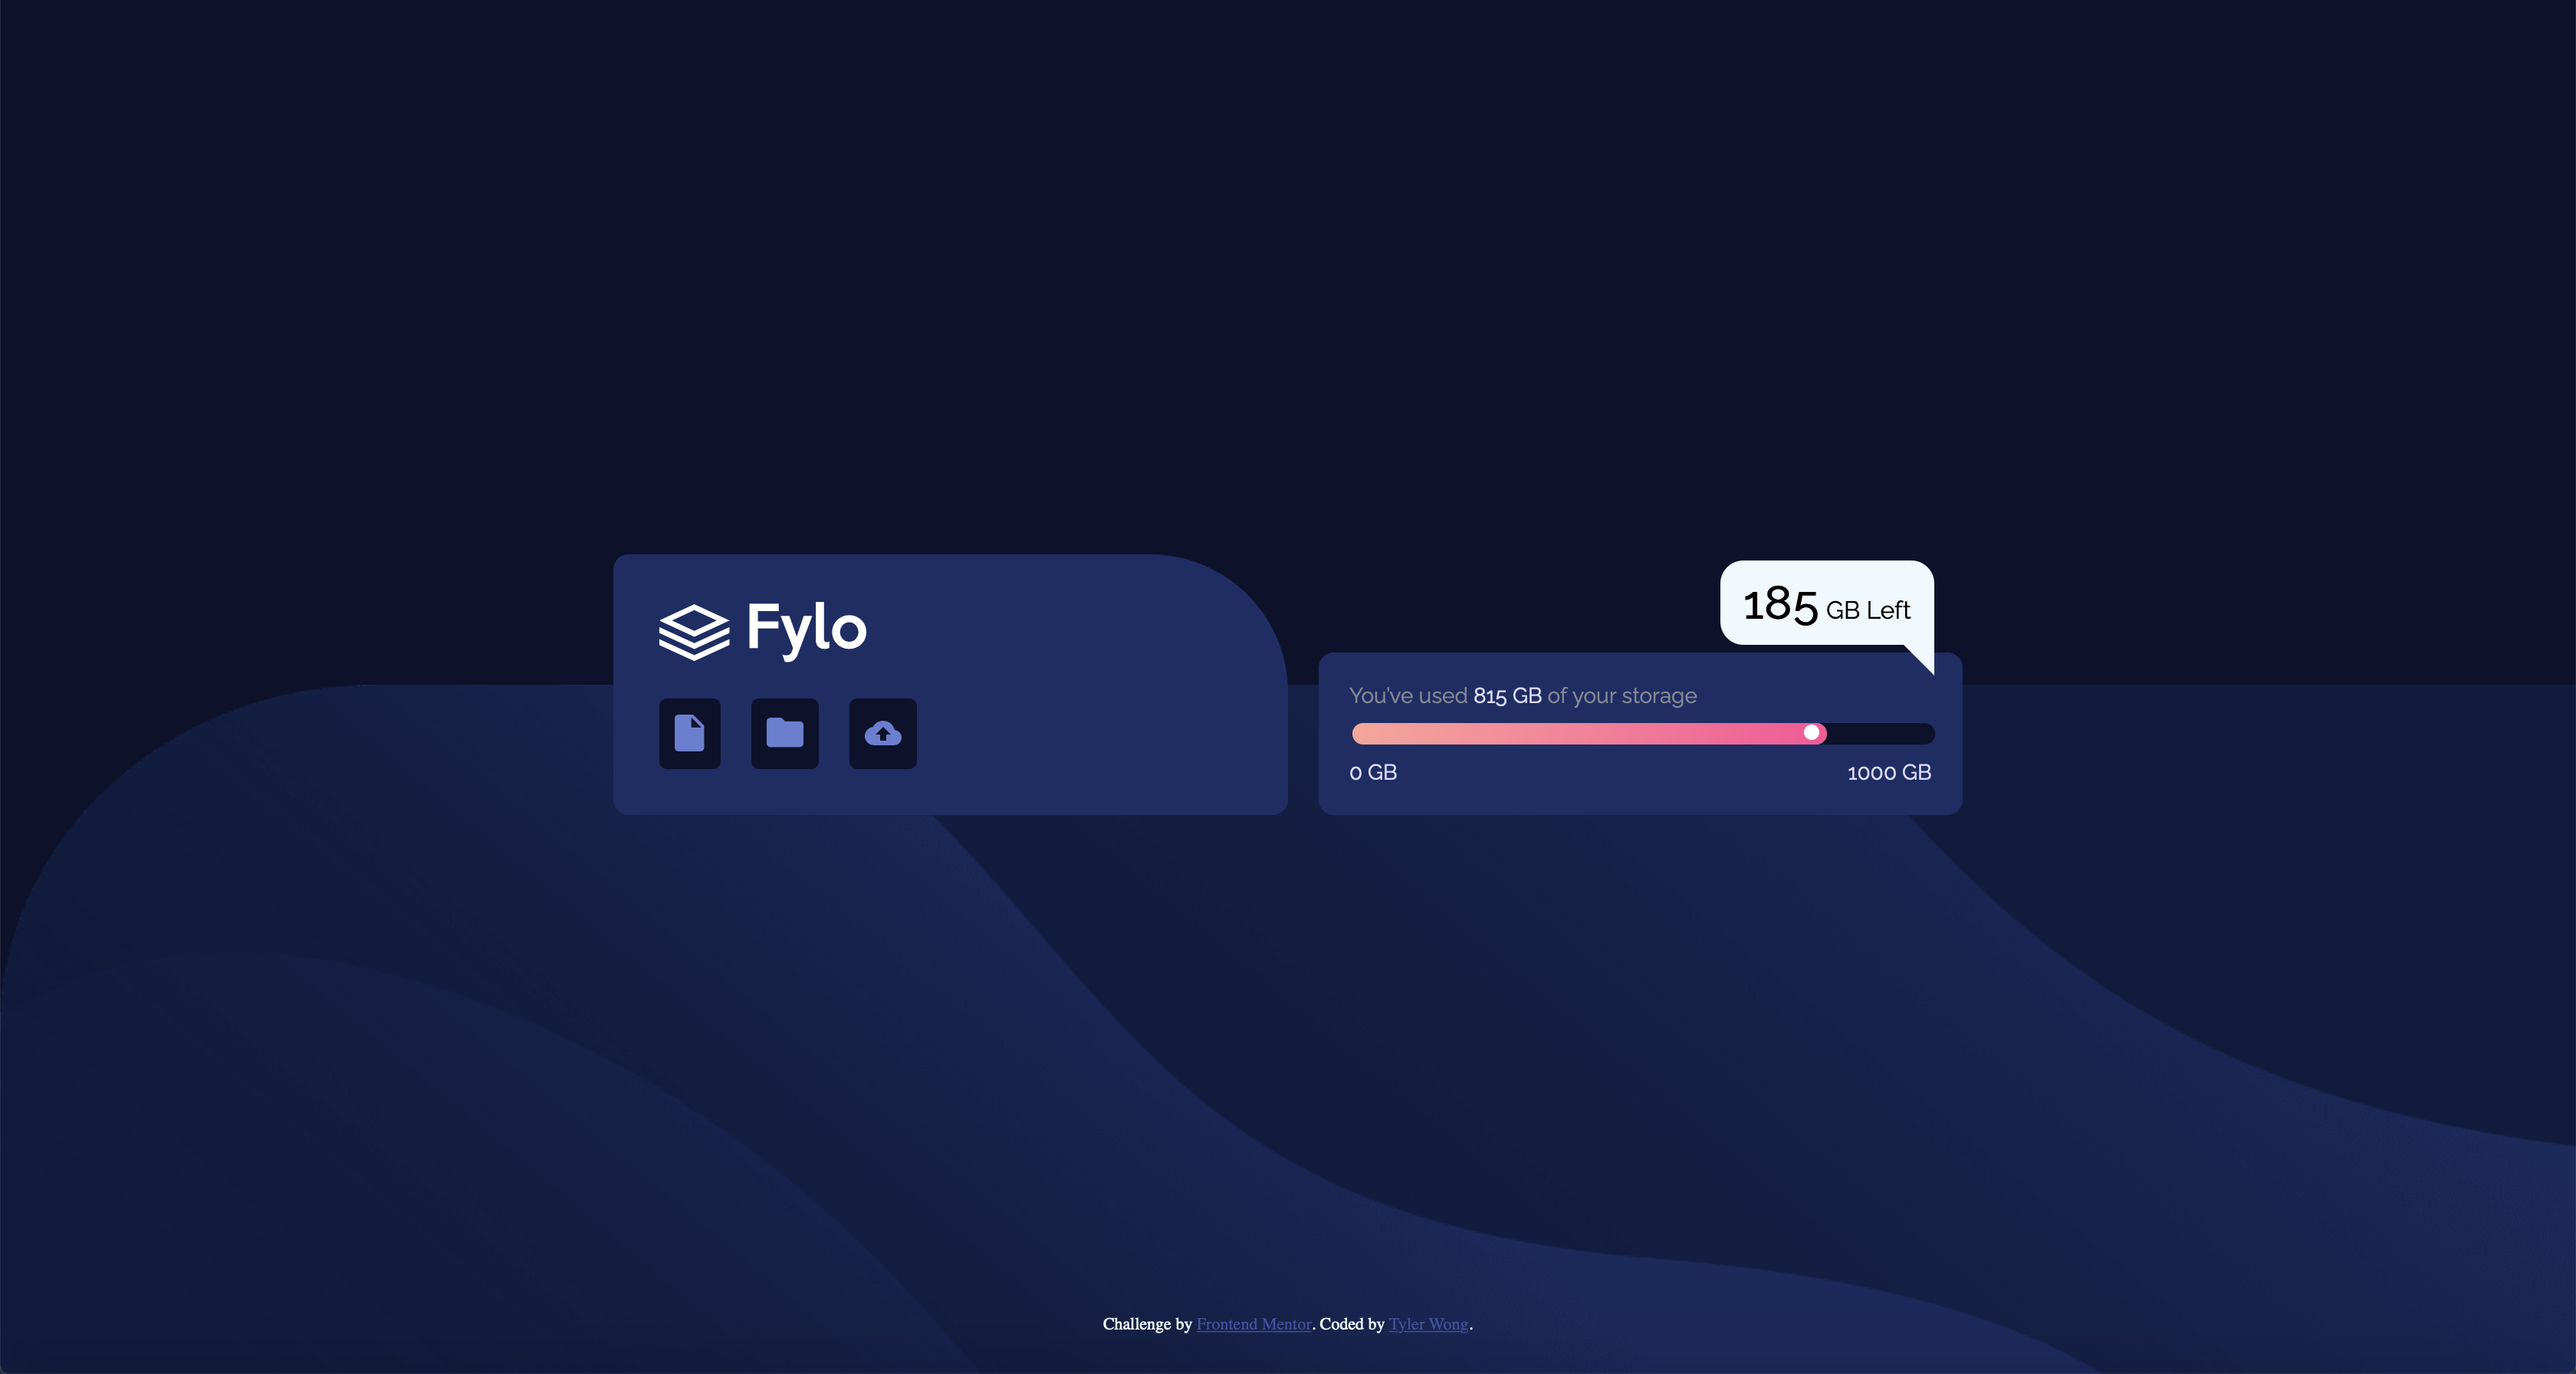 Fylo
185 GB Left
You've used 815 GB of your storage
0 GB
1000 GB
Challenge by Frontend Mentor. Coded by Tyler Wong.